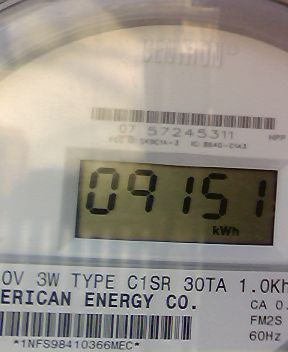 CENTRON®
07 57245311
09151
kWh
0V 3W TYPE C1SR 30TA 1.0Kh
ERICAN ENERGY CO.
CA 0.
FM2S
60Hz
*1NFS98410366MEC*